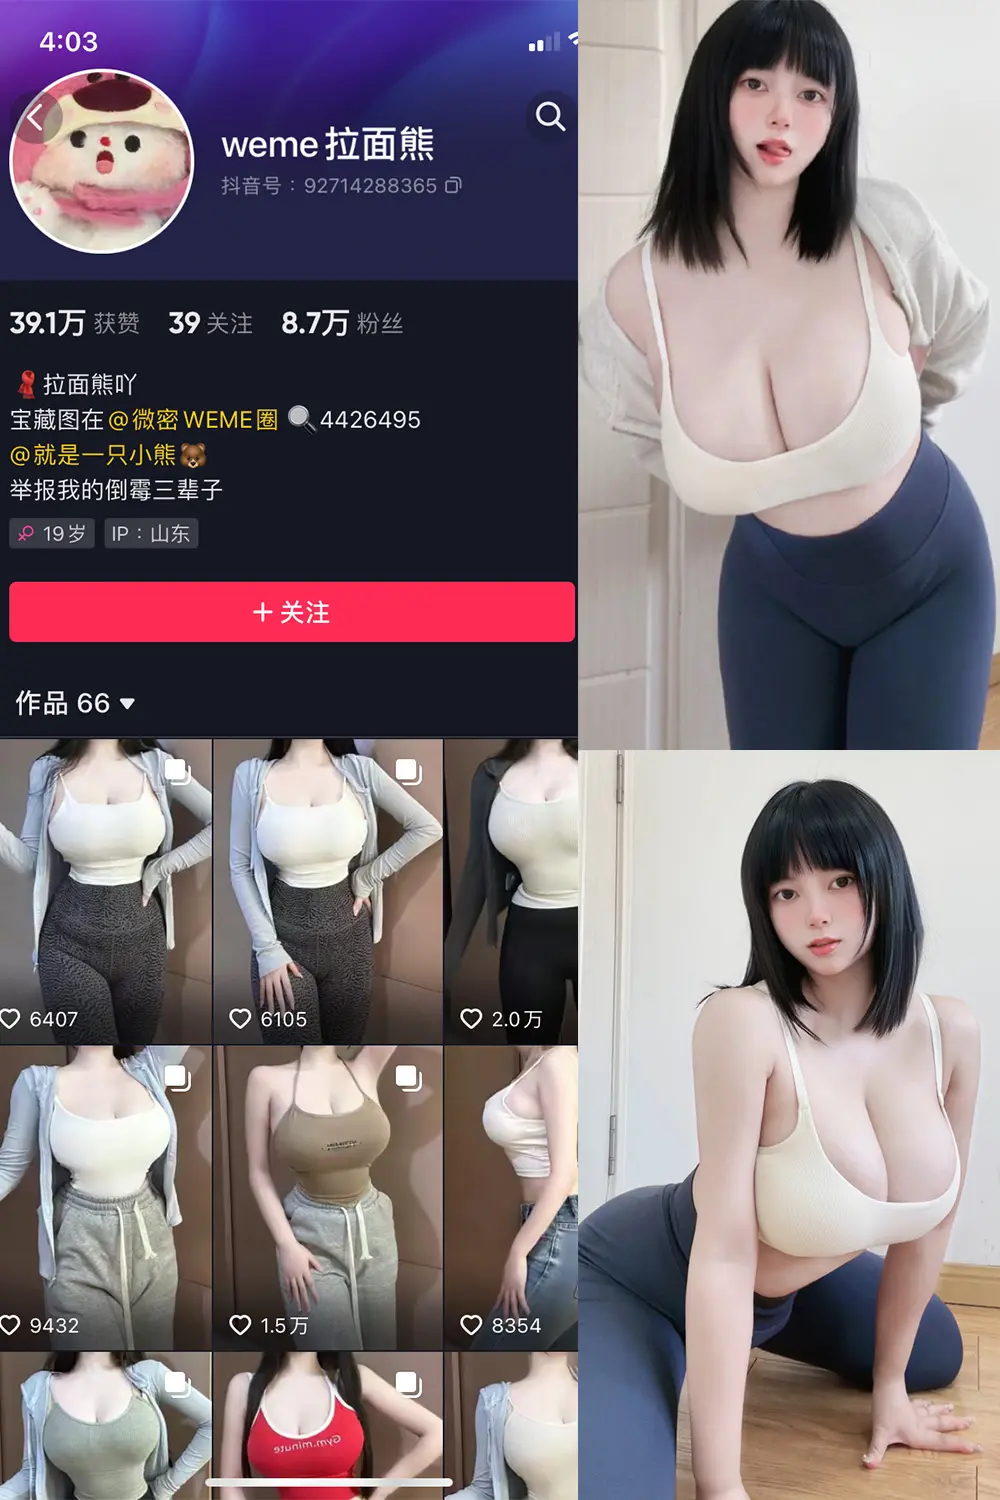 4:03
weme拉面熊
抖音号：92714288365
39.1万 获赞 39 关注 8.7万 粉丝
🧣拉面熊吖
宝藏图在@微密WEME圈 🔍4426495
@就是一只小熊🐻
举报我的倒霉三辈子
19岁 IP：山东
+ 关注
作品 66
6407 6105 2.0万
9432 1.5万 8354
Gym.minute